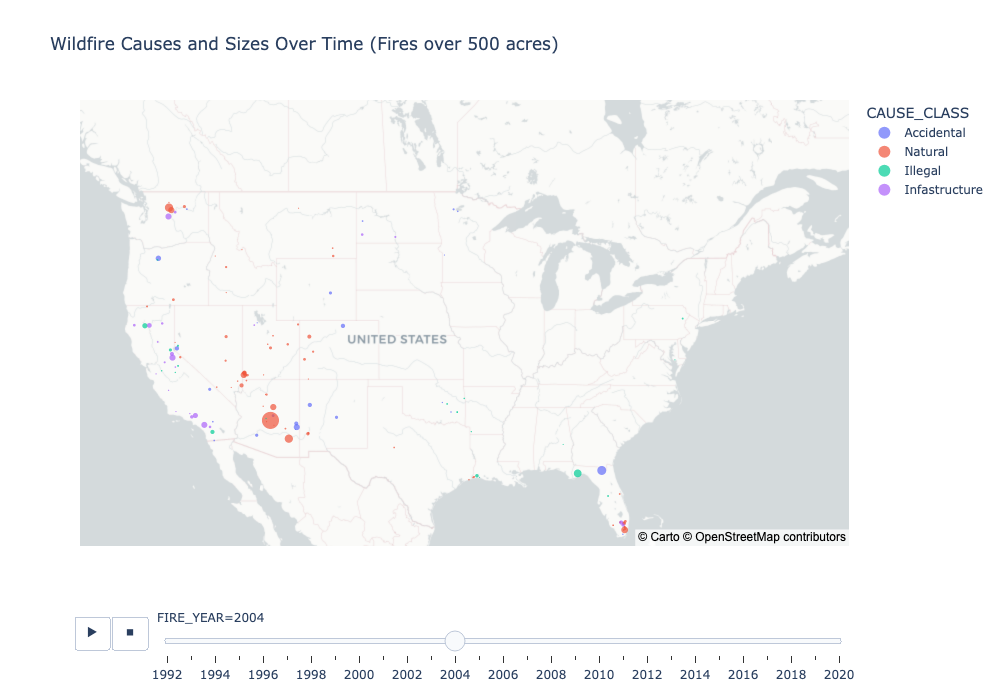 Wildfire Causes and Sizes Over Time (Fires over 500 acres)
CAUSE_CLASS
Accidental
Natural
Illegal
Infastructure
UNITED STATES
© Carto © OpenStreetMap contributors
FIRE_YEAR=2004
1992 1994 1996 1998 2000 2002 2004 2006 2008 2010 2012 2014 2016 2018 2020